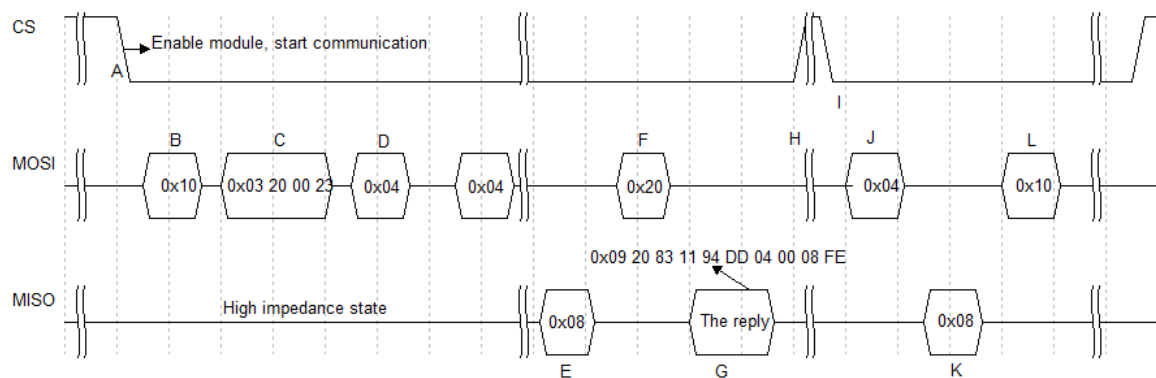 CS
Enable module, start communication
A
I
B
C
D
F
H
J
L
MOSI
0x10
0x03 20 00 23
0x04
0x04
0x20
0x04
0x10
0x09 20 83 11 94 DD 04 00 08 FE
MISO
High impedance state
0x08
The reply
0x08
E
G
K